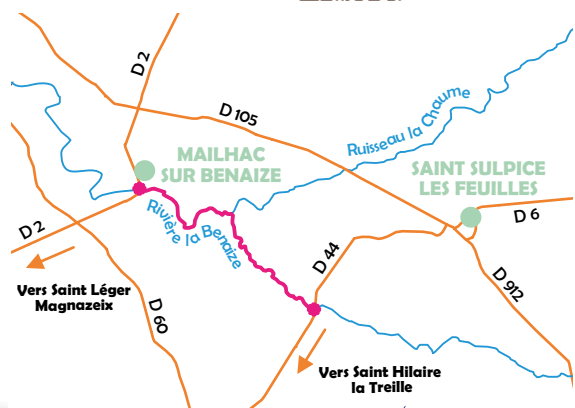 D 2
D 105
Ruisseau la Chaume
MAILHAC
SUR BENAIZE
SAINT SULPICE
LES FEUILLES
Rivière
la Benaize
D 6
D 2
D 44
Vers Saint Léger
Magnazeix
D 60
D 912
Vers Saint Hilaire
la Treille